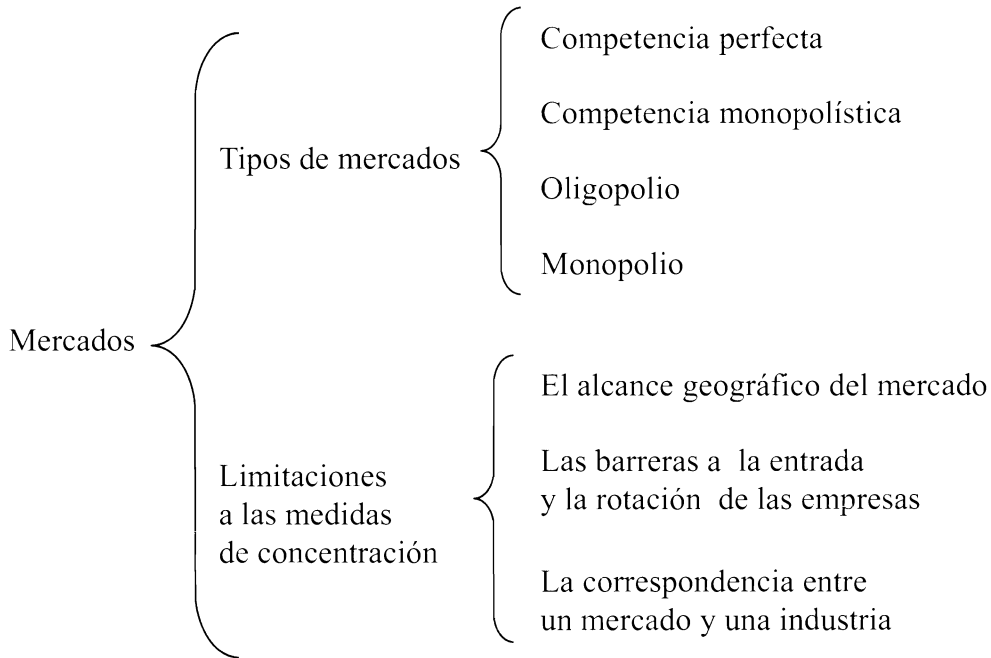 Mercados
Tipos de mercados
Competencia perfecta
Competencia monopolística
Oligopolio
Monopolio
Limitaciones
a las medidas
de concentración
El alcance geográfico del mercado
Las barreras a la entrada
y la rotación de las empresas
La correspondencia entre
un mercado y una industria